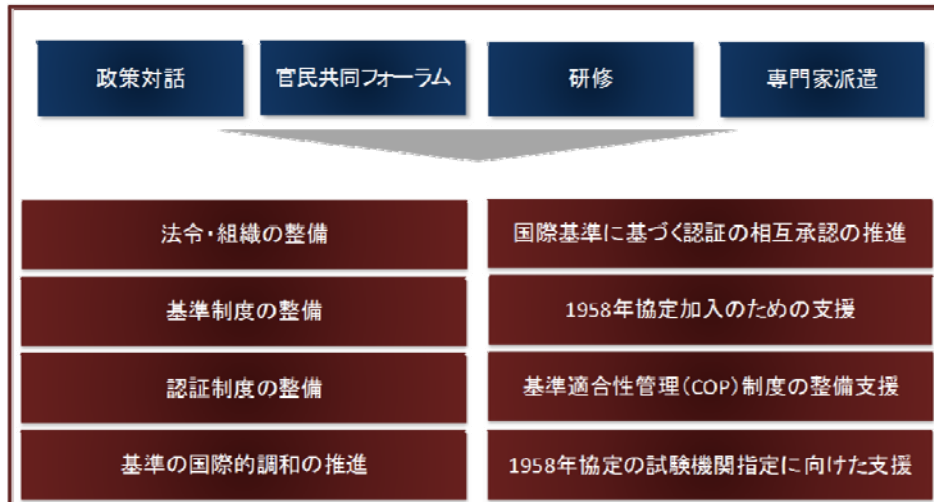 政策対話
官民共同フォーラム
研修
専門家派遣
法令・組織の整備
国際基準に基づく認証の相互承認の推進
基準制度の整備
1958年協定加入のための支援
認証制度の整備
基準適合性管理(COP)制度の整備支援
基準の国際的調和の推進
1958年協定の試験機関指定に向けた支援